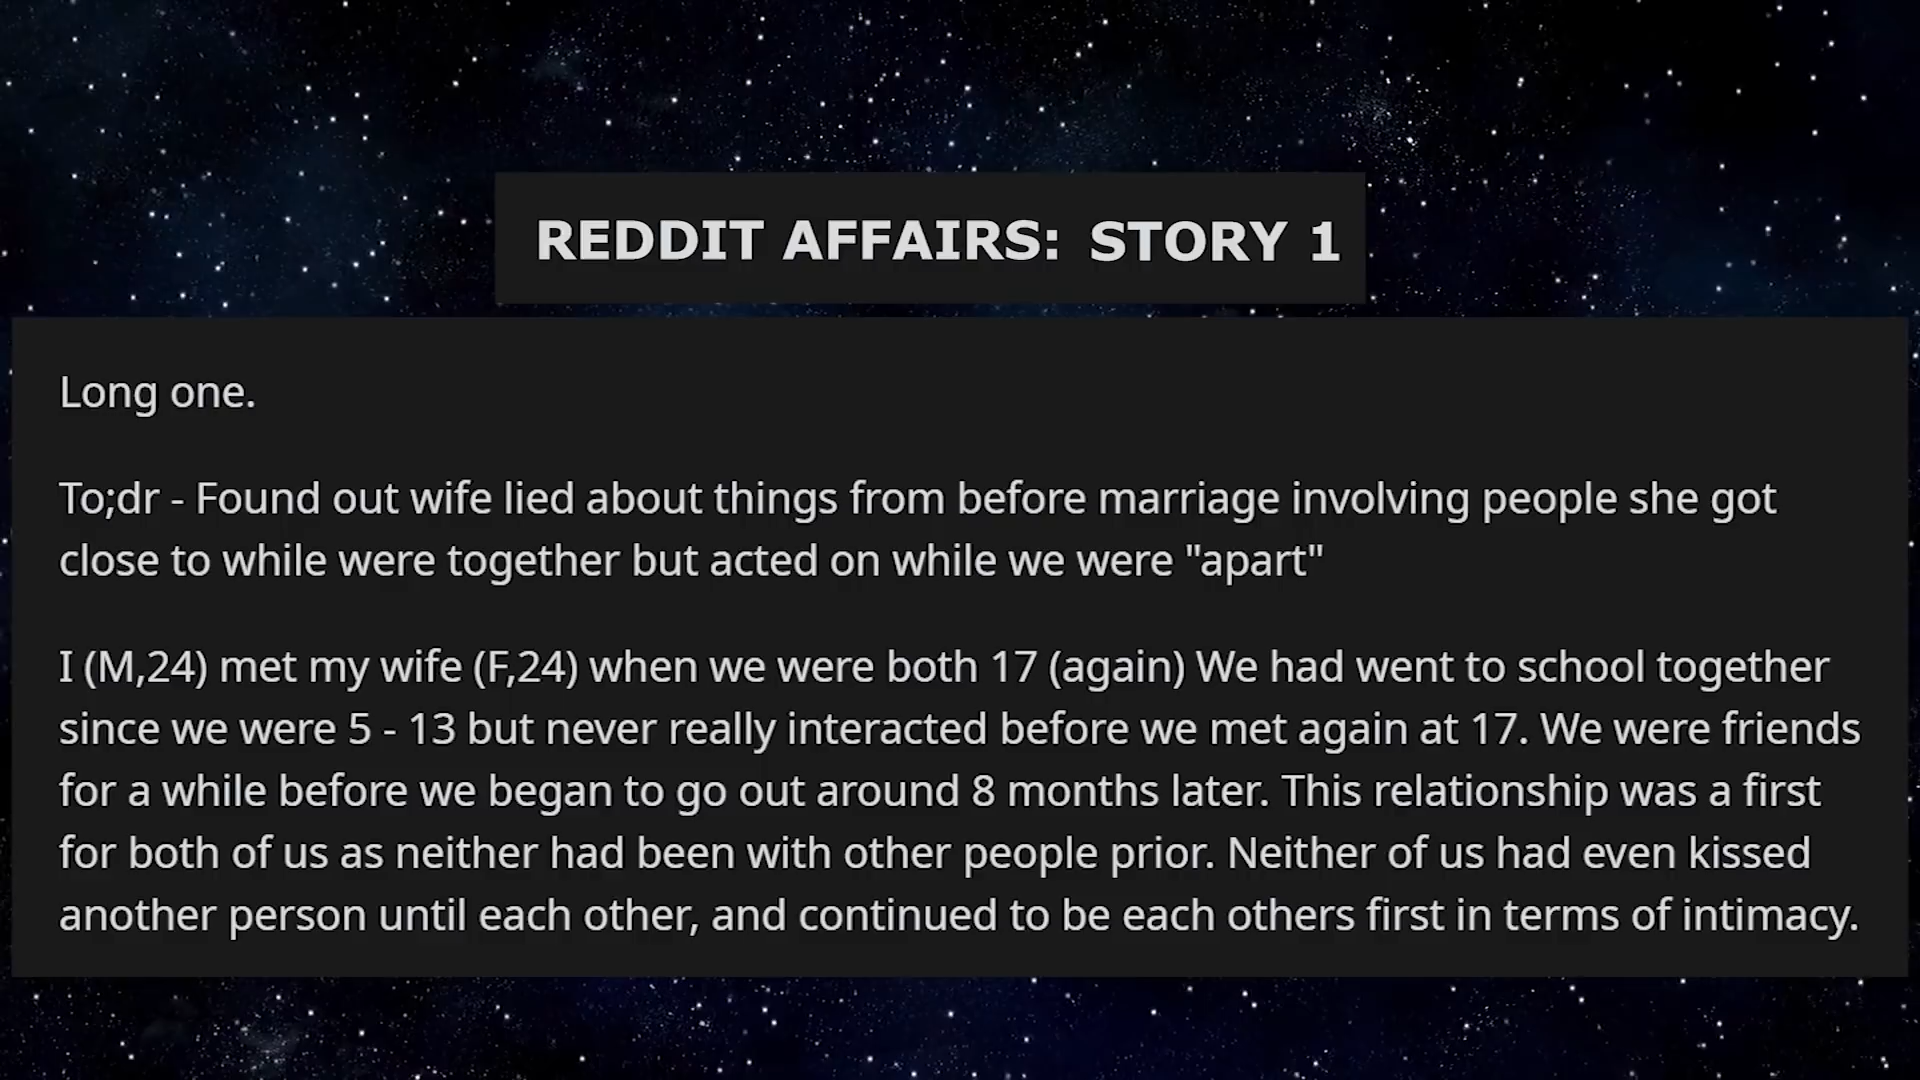 REDDIT AFFAIRS: STORY 1
Long one.
To;dr - Found out wife lied about things from before marriage involving people she got
close to while were together but acted on while we were "apart"
I (M,24) met my wife (F,24) when we were both 17 (again) We had went to school together
since we were 5 - 13 but never really interacted before we met again at 17. We were friends
for a while before we began to go out around 8 months later. This relationship was a first
for both of us as neither had been with other people prior. Neither of us had even kissed
another person until each other, and continued to be each others first in terms of intimacy.